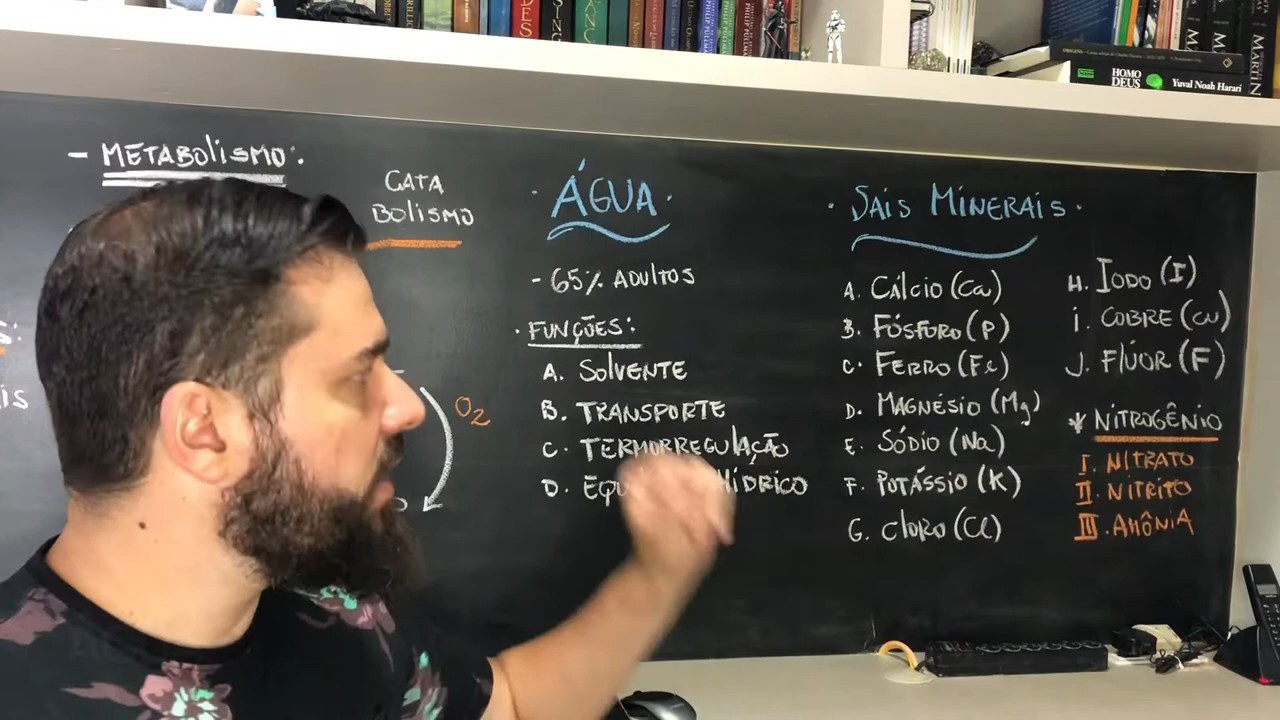 HOMO
DEUS
Yuval Noah Harari
MARTIN
- METABOLISMO:
CATA
BOLISMO
O2
· ÁGUA ·
- 65% ADULTOS
· FUNÇÕES:
A. SOLVENTE
B. TRANSPORTE
C. TERMORREGULAÇÃO
D. EQU HÍDRICO
· SAIS MINERAIS ·
A. CÁLCIO (Ca)
B. FÓSFORO (P)
C. FERRO (Fe)
D. MAGNÉSIO (Mg)
E. SÓDIO (Na)
F. POTÁSSIO (K)
G. CLORO (Cl)
H. IODO (I)
I. COBRE (Cu)
J. FLÚOR (F)
* NITROGÊNIO
I. NITRATO
II. NITRITO
III. AMÔNIA